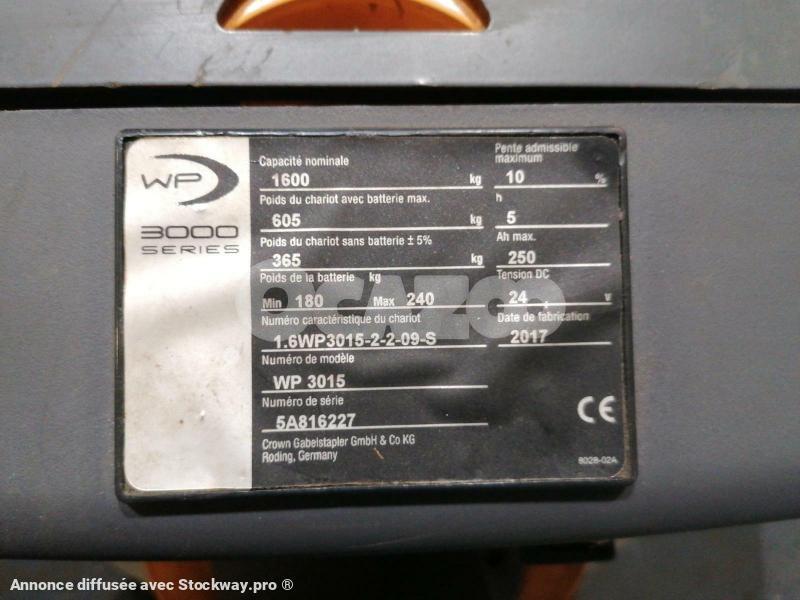 WP
3000
SERIES
Capacité nominale
1600 kg
Poids du chariot avec batterie max.
605 kg
Poids du chariot sans batterie ± 5%
365 kg
Poids de la batterie kg
Min 180 Max 240
Numéro caractéristique du chariot
1.6WP3015-2-2-09-S
Numéro de modèle
WP 3015
Numéro de série
5A816227
Crown Gabelstapler GmbH & Co KG
Roding, Germany
Pente admissible
maximum
10 %
h
5
Ah max.
250
Tension DC
24 v
Date de fabrication
2017
CE
8028-02A
OCAZOO
Annonce diffusée avec Stockway.pro ®